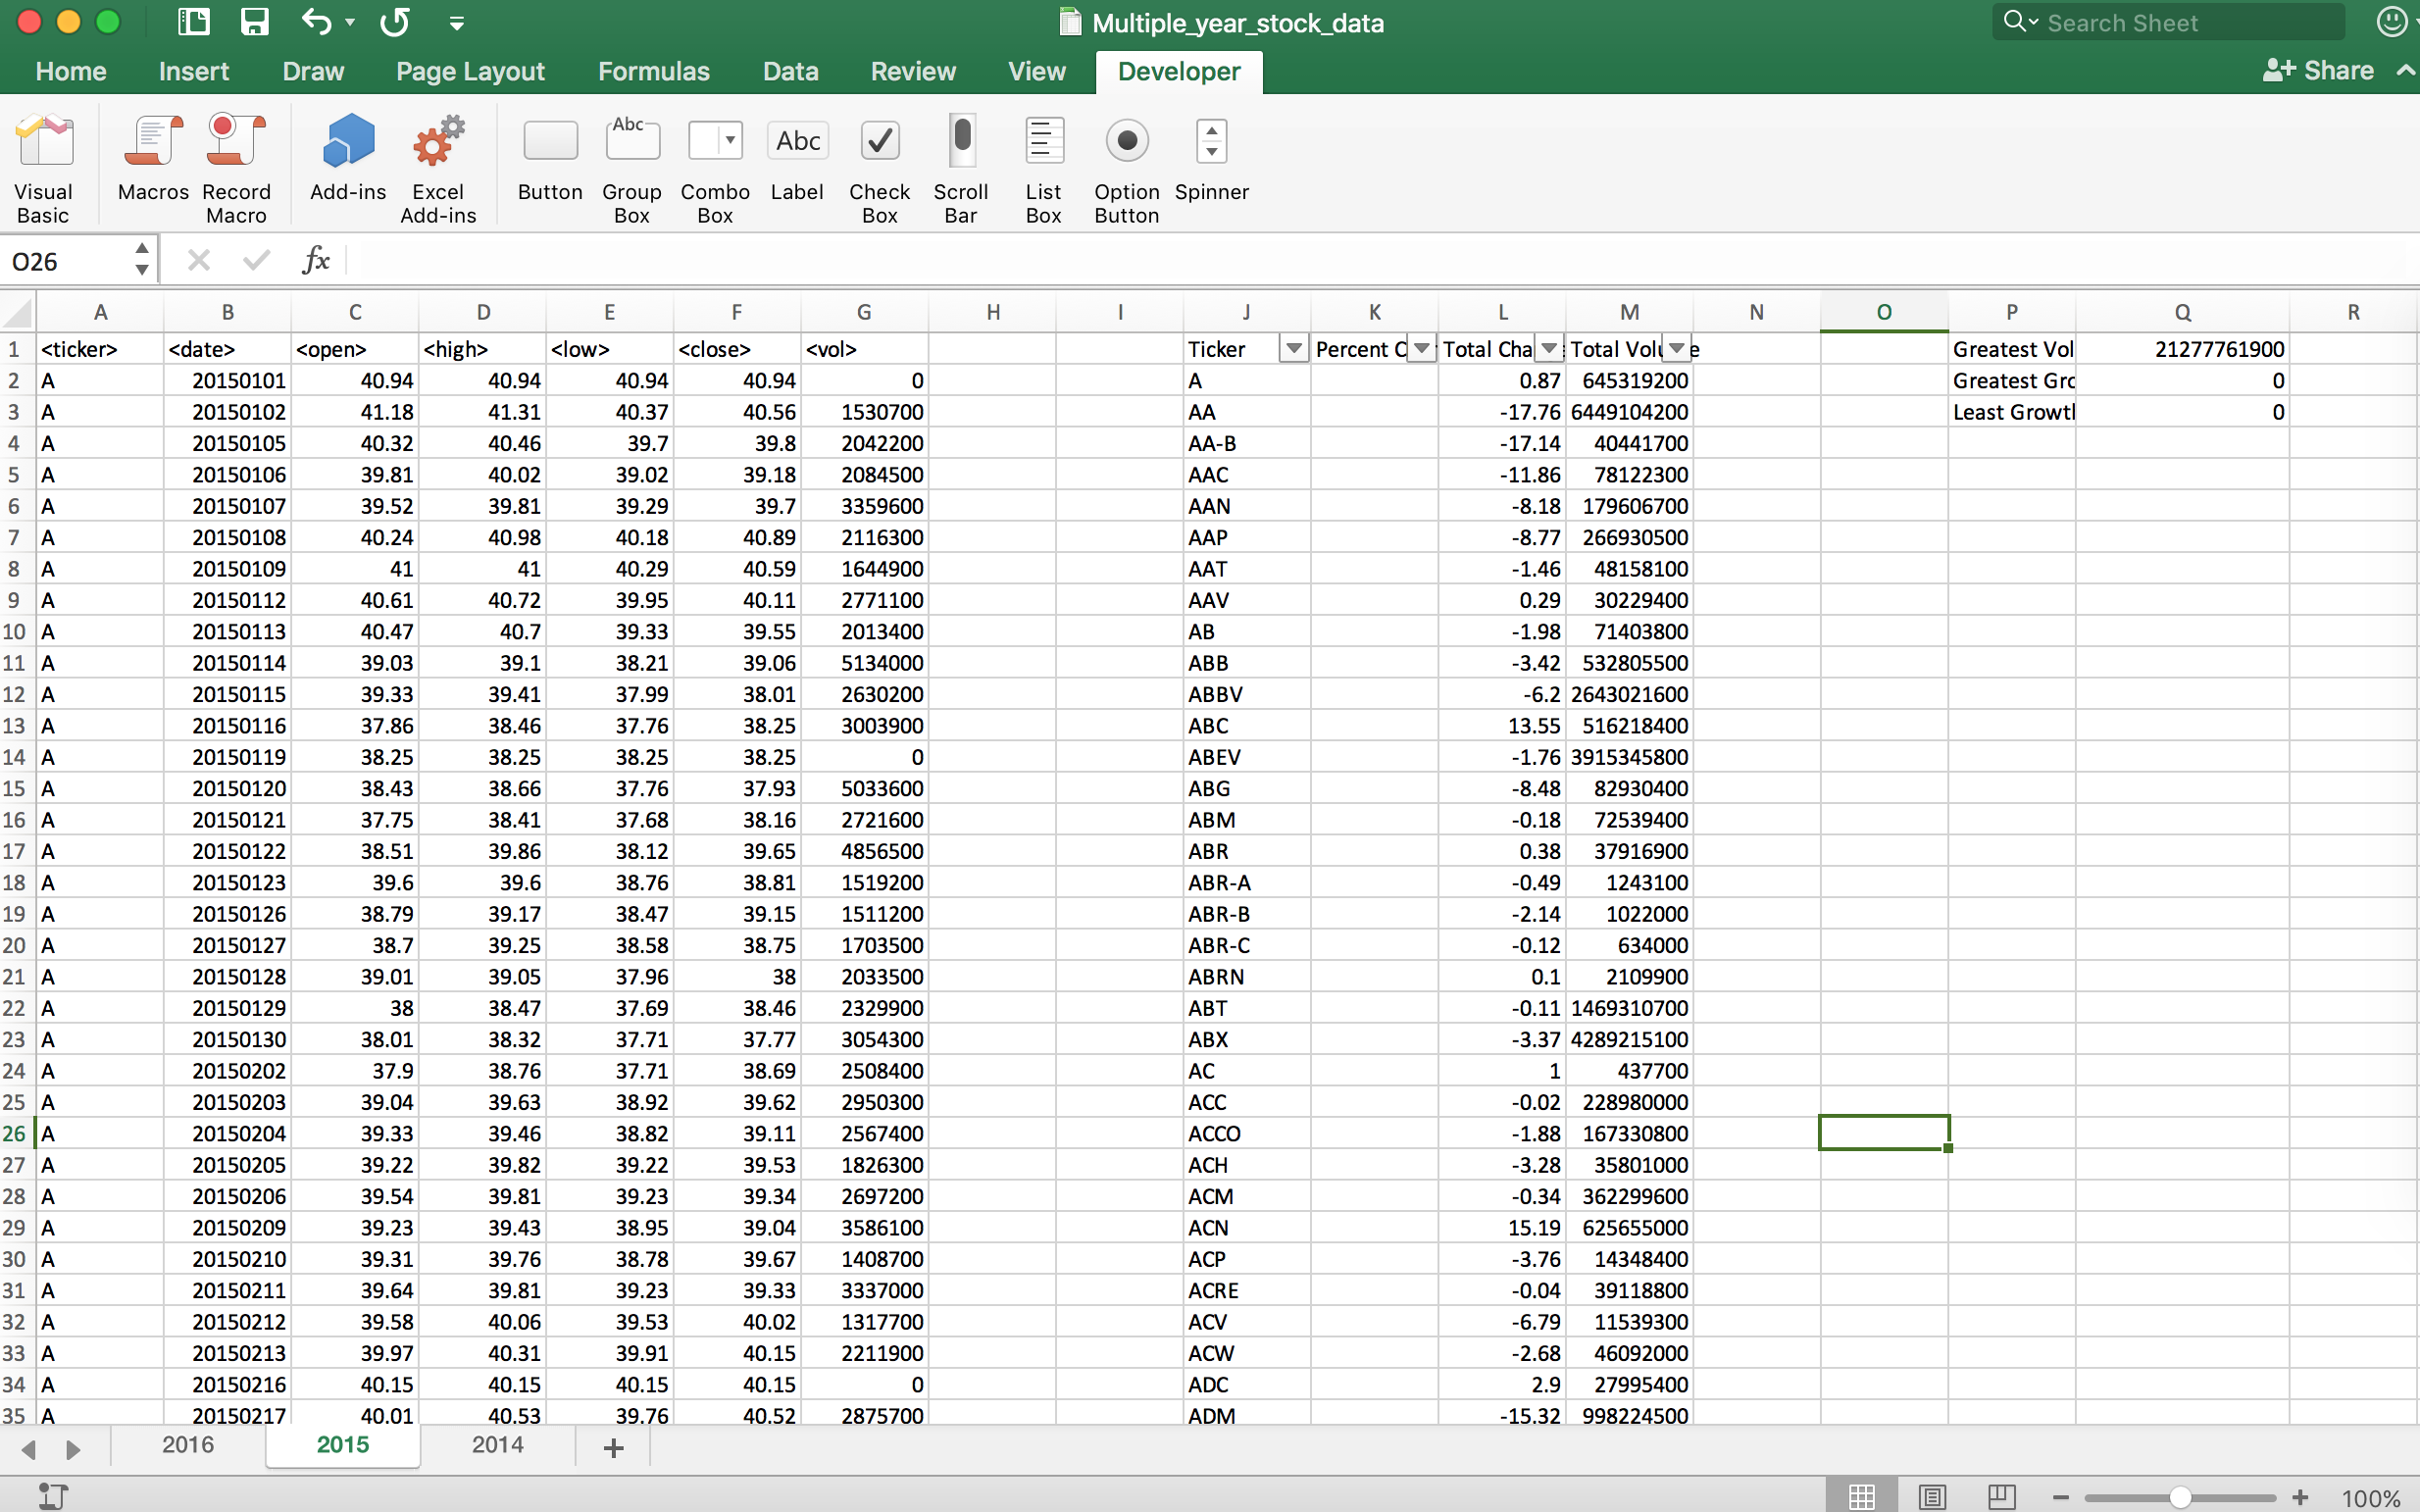 Multiple_year_stock_data
Search Sheet
Home Insert Draw Page Layout Formulas Data Review View Developer Share
Visual Basic Macros Record Macro Add-ins Excel Add-ins Button Group Box Combo Box Label Check Box Scroll Bar List Box Option Button Spinner
Abc Abc
O26 fx
A B C D E F G H I J K L M N O P Q R
1 <ticker> <date> <open> <high> <low> <close> <vol> Ticker Percent C Total Cha Total Volu e Greatest Vol 21277761900
2 A 20150101 40.94 40.94 40.94 40.94 0 A 0.87 645319200 Greatest Gro 0
3 A 20150102 41.18 41.31 40.37 40.56 1530700 AA -17.76 6449104200 Least Growtl 0
4 A 20150105 40.32 40.46 39.7 39.8 2042200 AA-B -17.14 40441700
5 A 20150106 39.81 40.02 39.02 39.18 2084500 AAC -11.86 78122300
6 A 20150107 39.52 39.81 39.29 39.7 3359600 AAN -8.18 179606700
7 A 20150108 40.24 40.98 40.18 40.89 2116300 AAP -8.77 266930500
8 A 20150109 41 41 40.29 40.59 1644900 AAT -1.46 48158100
9 A 20150112 40.61 40.72 39.95 40.11 2771100 AAV 0.29 30229400
10 A 20150113 40.47 40.7 39.33 39.55 2013400 AB -1.98 71403800
11 A 20150114 39.03 39.1 38.21 39.06 5134000 ABB -3.42 532805500
12 A 20150115 39.33 39.41 37.99 38.01 2630200 ABBV -6.2 2643021600
13 A 20150116 37.86 38.46 37.76 38.25 3003900 ABC 13.55 516218400
14 A 20150119 38.25 38.25 38.25 38.25 0 ABEV -1.76 3915345800
15 A 20150120 38.43 38.66 37.76 37.93 5033600 ABG -8.48 82930400
16 A 20150121 37.75 38.41 37.68 38.16 2721600 ABM -0.18 72539400
17 A 20150122 38.51 39.86 38.12 39.65 4856500 ABR 0.38 37916900
18 A 20150123 39.6 39.6 38.76 38.81 1519200 ABR-A -0.49 1243100
19 A 20150126 38.79 39.17 38.47 39.15 1511200 ABR-B -2.14 1022000
20 A 20150127 38.7 39.25 38.58 38.75 1703500 ABR-C -0.12 634000
21 A 20150128 39.01 39.05 37.96 38 2033500 ABRN 0.1 2109900
22 A 20150129 38 38.47 37.69 38.46 2329900 ABT -0.11 1469310700
23 A 20150130 38.01 38.32 37.71 37.77 3054300 ABX -3.37 4289215100
24 A 20150202 37.9 38.76 37.71 38.69 2508400 AC 1 437700
25 A 20150203 39.04 39.63 38.92 39.62 2950300 ACC -0.02 228980000
26 A 20150204 39.33 39.46 38.82 39.11 2567400 ACCO -1.88 167330800
27 A 20150205 39.22 39.82 39.22 39.53 1826300 ACH -3.28 35801000
28 A 20150206 39.54 39.81 39.23 39.34 2697200 ACM -0.34 362299600
29 A 20150209 39.23 39.43 38.95 39.04 3586100 ACN 15.19 625655000
30 A 20150210 39.31 39.76 38.78 39.67 1408700 ACP -3.76 14348400
31 A 20150211 39.64 39.81 39.23 39.33 3337000 ACRE -0.04 39118800
32 A 20150212 39.58 40.06 39.53 40.02 1317700 ACV -6.79 11539300
33 A 20150213 39.97 40.31 39.91 40.15 2211900 ACW -2.68 46092000
34 A 20150216 40.15 40.15 40.15 40.15 0 ADC 2.9 27995400
35 A 20150217 40.01 40.53 39.76 40.52 2875700 ADM -15.32 998224500
2016 2015 2014 +
100%